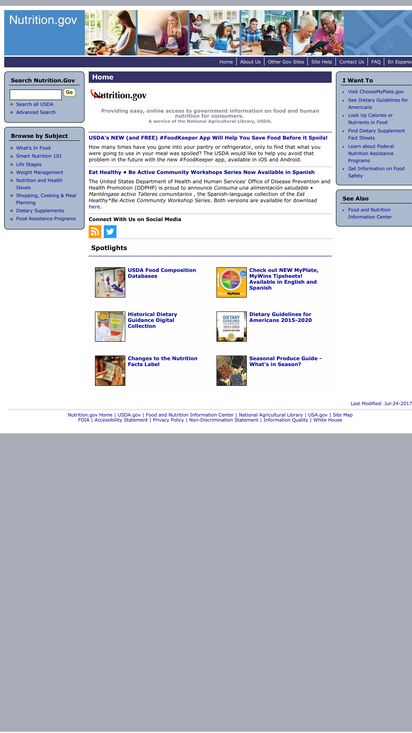 Nutrition.gov
Home | About Us | Other Gov Sites | Site Help | Contact Us | FAQ | En Espano
Search Nutrition.Gov
Go
Search all USDA
Advanced Search
Browse by Subject
What's In Food
Smart Nutrition 101
Life Stages
Weight Management
Nutrition and Health
Issues
Shopping, Cooking & Meal
Planning
Dietary Supplements
Food Assistance Programs
Home
Nutrition.gov
Providing easy, online access to government information on food and human
nutrition for consumers.
A service of the National Agricultural Library, USDA.
USDA's NEW (and FREE) #FoodKeeper App Will Help You Save Food Before it Spoils!
How many times have you gone into your pantry or refrigerator, only to find that what you
were going to use in your meal was spoiled? The USDA would like to help you avoid that
problem in the future with the new #FoodKeeper app, available in iOS and Android.
Eat Healthy • Be Active Community Workshops Series Now Available in Spanish
The United States Department of Health and Human Services' Office of Disease Prevention and
Health Promotion (ODPHP) is proud to announce Consuma una alimentación saludable •
Manténgase activo Talleres comunitarios , the Spanish-language collection of the Eat
Healthy*Be Active Community Workshop Series. Both versions are available for download
here.
Connect With Us on Social Media
Spotlights
USDA Food Composition
Databases
MyPlate
Check out NEW MyPlate,
MyWins Tipsheets!
Available in English and
Spanish
Historical Dietary
Guidance Digital
Collection
DIETARY
GUIDELINES
Dietary Guidelines for
Americans 2015-2020
Changes to the Nutrition
Facts Label
Seasonal Produce Guide -
What's in Season?
I Want To
Visit ChooseMyPlate.gov
See Dietary Guidelines for
Americans
Look Up Calories or
Nutrients in Food
Find Dietary Supplement
Fact Sheets
Learn about Federal
Nutrition Assistance
Programs
Get Information on Food
Safety
See Also
Food and Nutrition
Information Center
Last Modified: Jul-24-2017
Nutrition.gov Home | USDA.gov | Food and Nutrition Information Center | National Agricultural Library | USA.gov | Site Map
FOIA | Accessibility Statement | Privacy Policy | Non-Discrimination Statement | Information Quality | White House